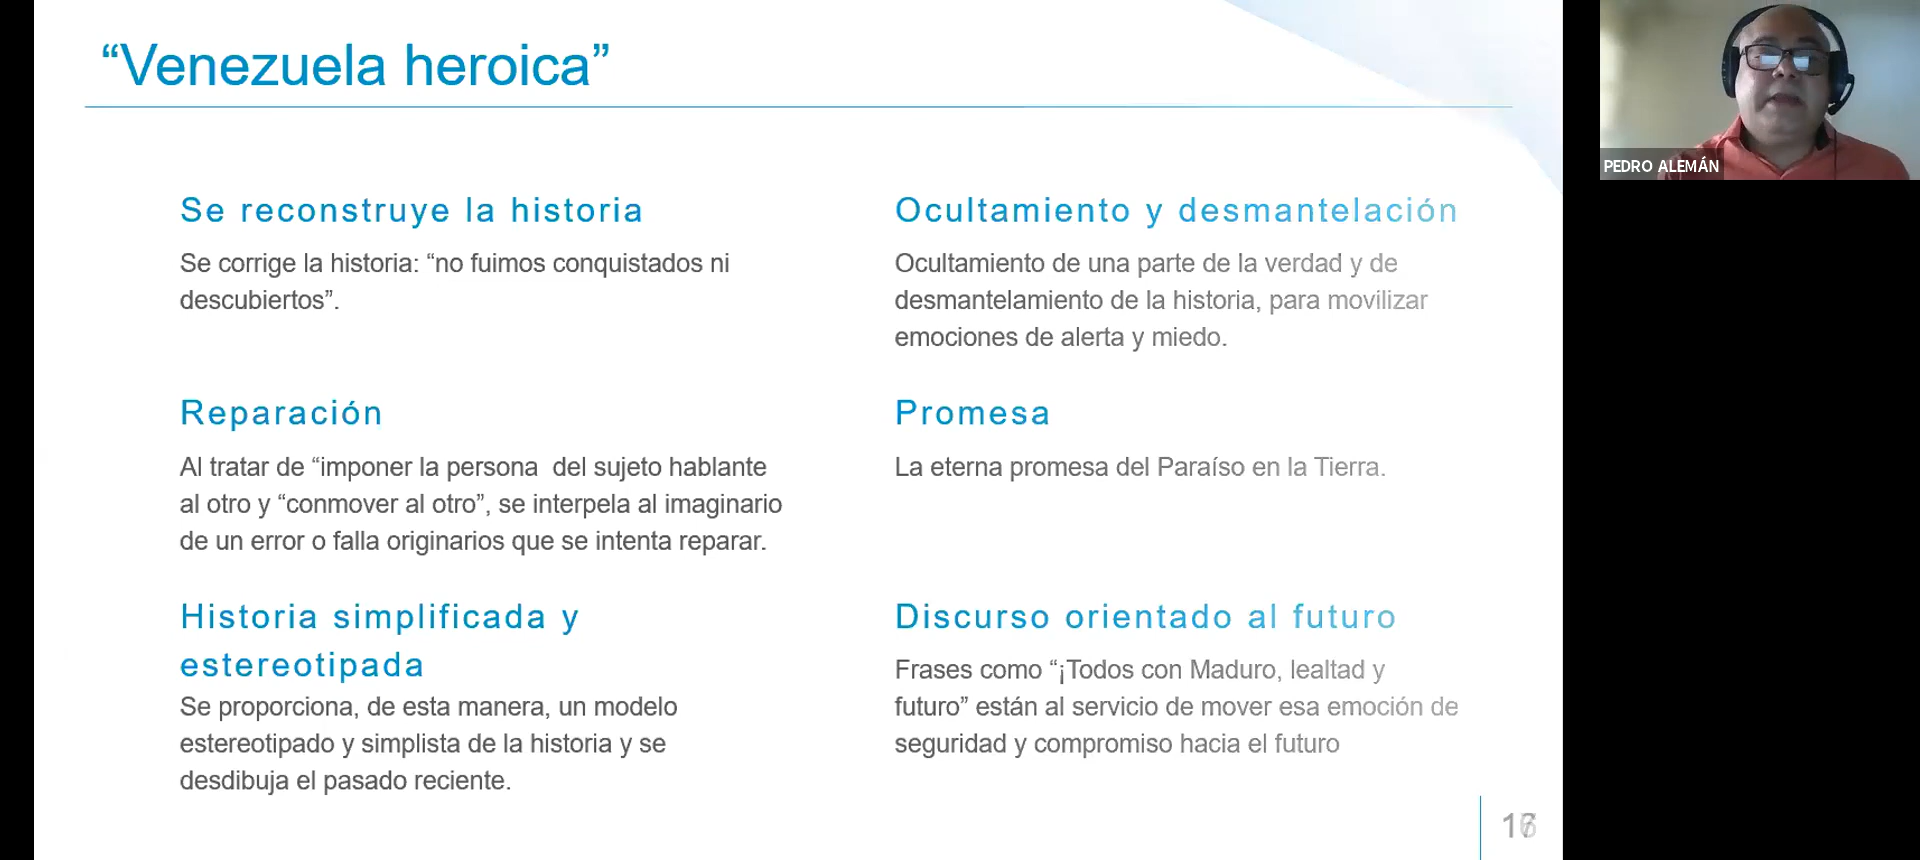 “Venezuela heroica”
Se reconstruye la historia
Se corrige la historia: “no fuimos conquistados ni
descubiertos”.
Reparación
Al tratar de “imponer la persona  del sujeto hablante
al otro y “conmover al otro”, se interpela al imaginario
de un error o falla originarios que se intenta reparar.
Historia simplificada y
estereotipada
Se proporciona, de esta manera, un modelo
estereotipado y simplista de la historia y se
desdibuja el pasado reciente.
Ocultamiento y desmantelación
Ocultamiento de una parte de la verdad y de
desmantelamiento de la historia, para movilizar
emociones de alerta y miedo.
Promesa
La eterna promesa del Paraíso en la Tierra.
Discurso orientado al futuro
Frases como “¡Todos con Maduro, lealtad y
futuro” están al servicio de mover esa emoción de
seguridad y compromiso hacia el futuro
PEDRO ALEMÁN